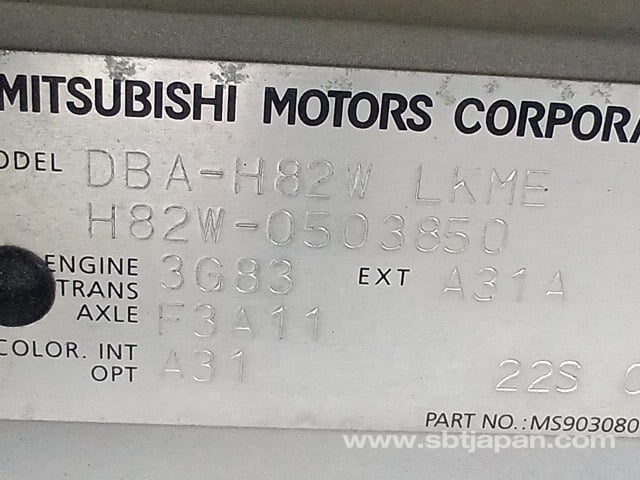 MITSUBISHI MOTORS CORPORA
ODEL DBA-H82W LKME
H82W-0503850
ENGINE 3G83 EXT A31A
TRANS
AXLE F3A11
COLOR. INT A31
OPT 22S
PART NO.:MS903080
www.sbtjapan.com